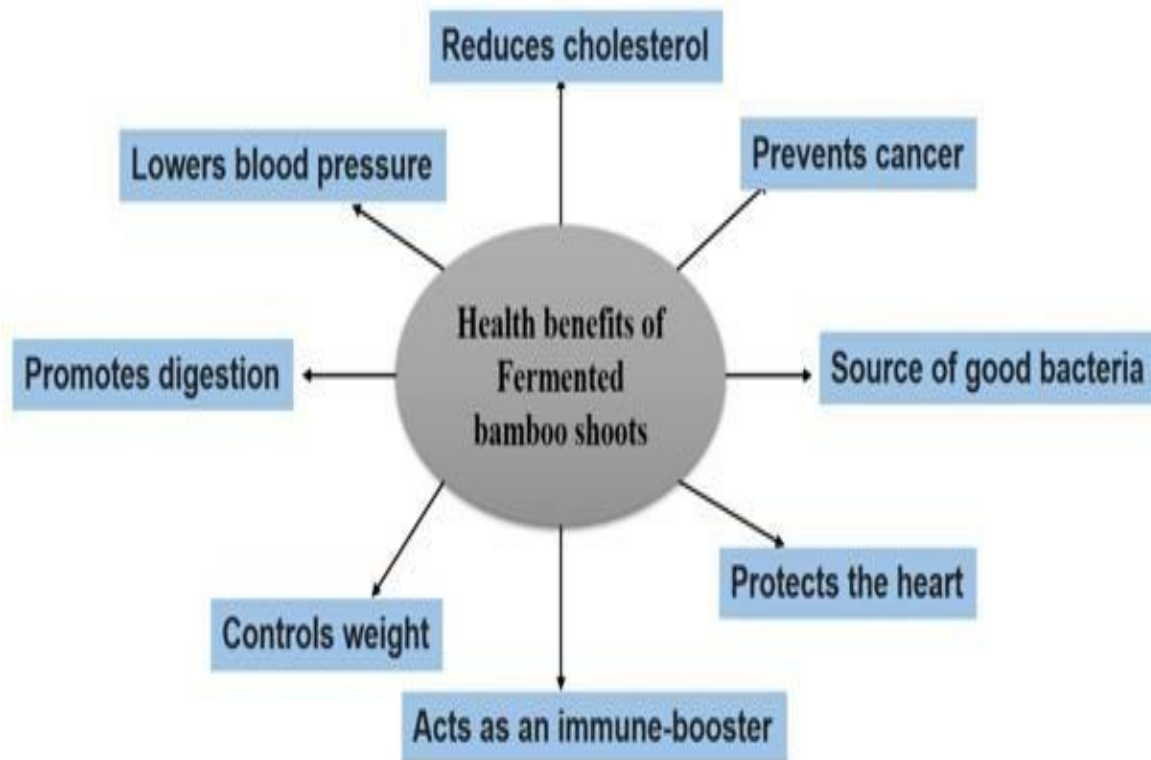 Reduces cholesterol
Prevents cancer
Lowers blood pressure
Health benefits of
Fermented
bamboo shoots
Source of good bacteria
Promotes digestion
Protects the heart
Controls weight
Acts as an immune-booster